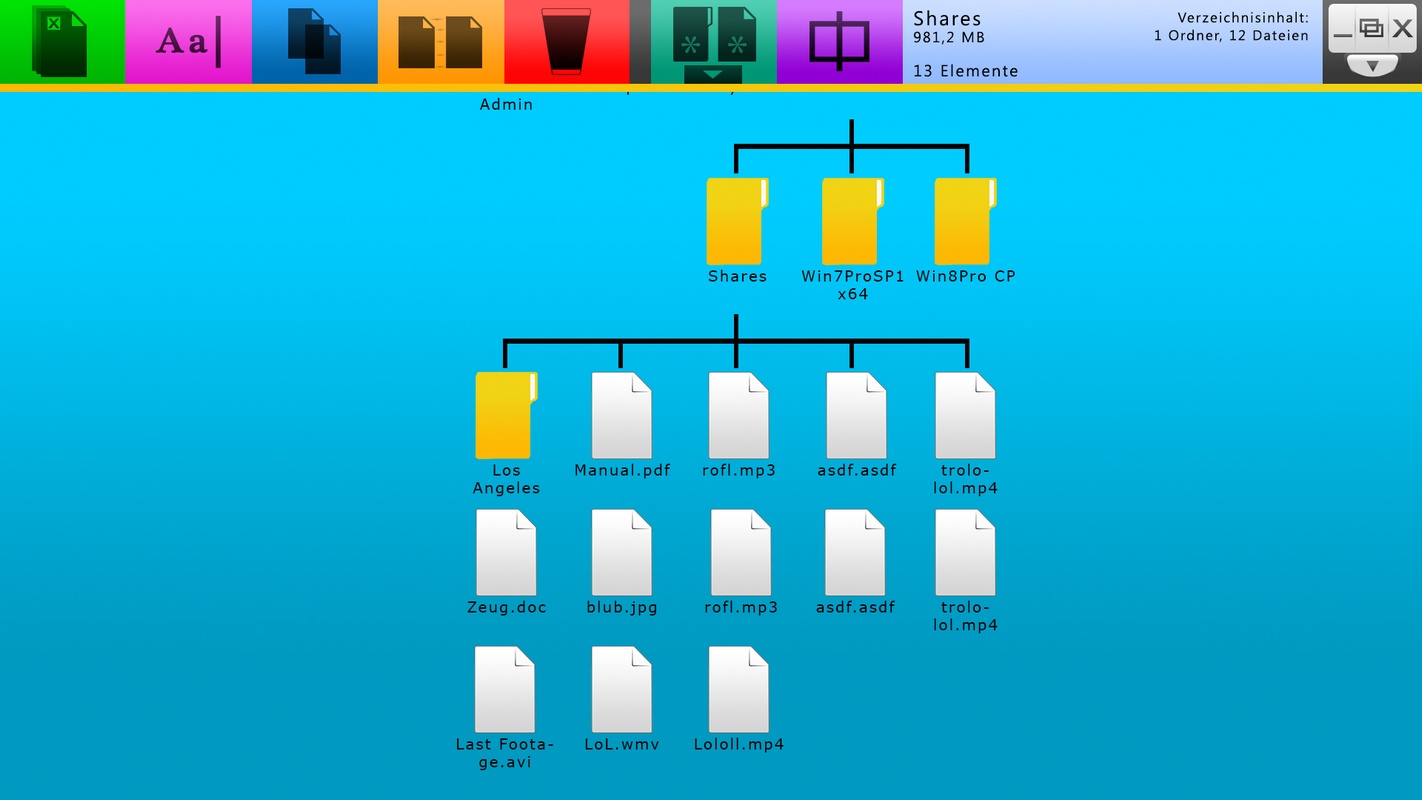 Aa
Shares
981,2 MB
13 Elemente
Verzeichnisinhalt:
1 Ordner, 12 Dateien
Admin
Shares
Win7ProSP1
x64
Win8Pro CP
Los
Angeles
Manual.pdf
rofl.mp3
asdf.asdf
trolo-
lol.mp4
Zeug.doc
blub.jpg
rofl.mp3
asdf.asdf
trolo-
lol.mp4
Last Foota-
ge.avi
LoL.wmv
Lololl.mp4